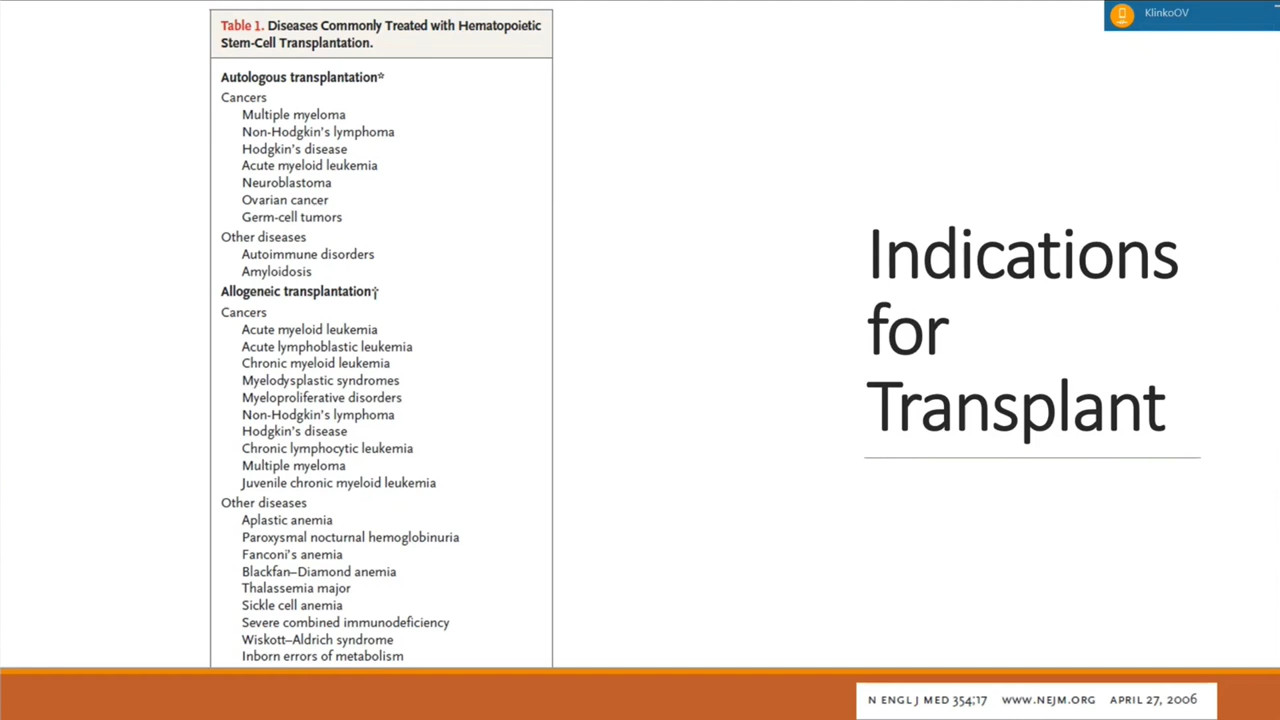 KlinkoOV
Table 1. Diseases Commonly Treated with Hematopoietic
Stem-Cell Transplantation.
Autologous transplantation*
Cancers
Multiple myeloma
Non-Hodgkin's lymphoma
Hodgkin's disease
Acute myeloid leukemia
Neuroblastoma
Ovarian cancer
Germ-cell tumors
Other diseases
Autoimmune disorders
Amyloidosis
Allogeneic transplantation†
Cancers
Acute myeloid leukemia
Acute lymphoblastic leukemia
Chronic myeloid leukemia
Myelodysplastic syndromes
Myeloproliferative disorders
Non-Hodgkin's lymphoma
Hodgkin's disease
Chronic lymphocytic leukemia
Multiple myeloma
Juvenile chronic myeloid leukemia
Other diseases
Aplastic anemia
Paroxysmal nocturnal hemoglobinuria
Fanconi's anemia
Blackfan–Diamond anemia
Thalassemia major
Sickle cell anemia
Severe combined immunodeficiency
Wiskott–Aldrich syndrome
Inborn errors of metabolism
Indications
for
Transplant
N ENGL J MED 354;17 WWW.NEJM.ORG APRIL 27, 2006